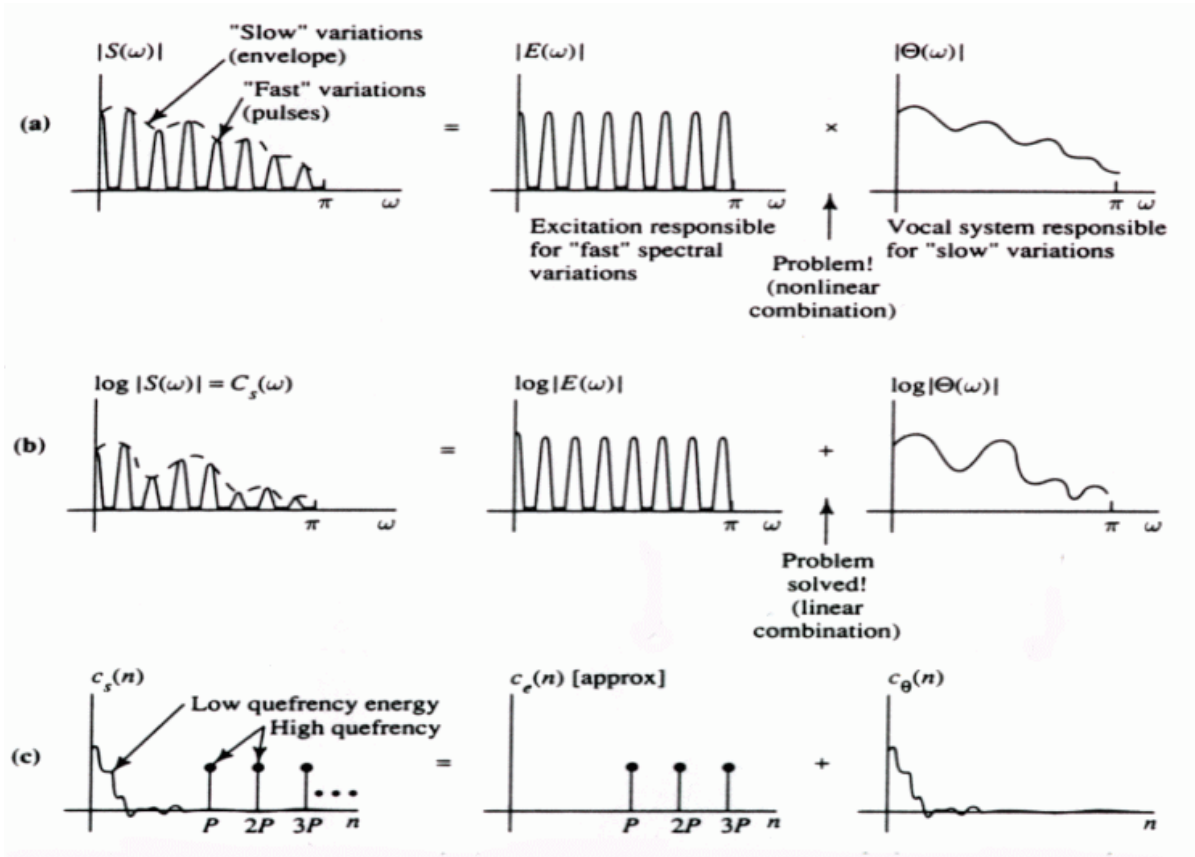 "Slow" variations
(envelope)
|S(ω)|
"Fast" variations
(pulses)
|E(ω)|
|Θ(ω)|
(a)
=
×
π ω
π ω
π ω
Excitation responsible
for "fast" spectral
variations
Problem!
(nonlinear
combination)
Vocal system responsible
for "slow" variations
log |S(ω)| = C_s(ω)
log|E(ω)|
log|Θ(ω)|
(b)
=
+
π ω
π ω
π ω
Problem
solved!
(linear
combination)
c_s(n)
c_e(n) [approx]
c_θ(n)
Low quefrency energy
High quefrency
(c)
=
+
P 2P 3P n
P 2P 3P n
n